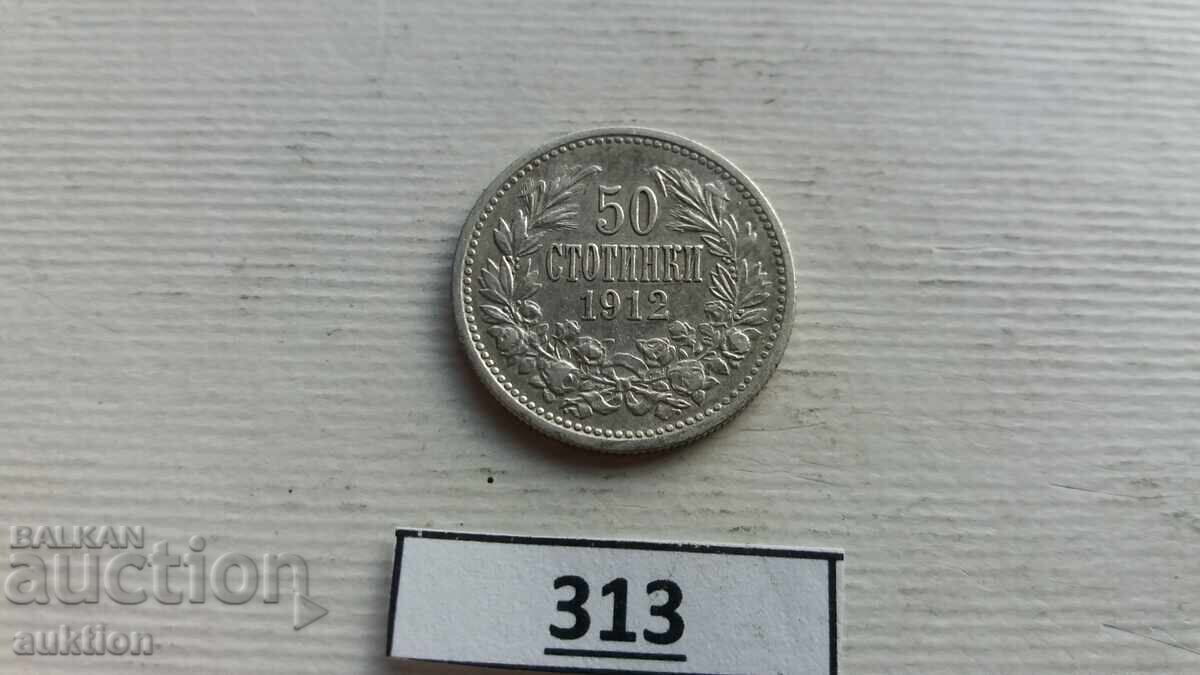 50
СТОТИНКИ
1912
313
BALKAN
auction
auktion